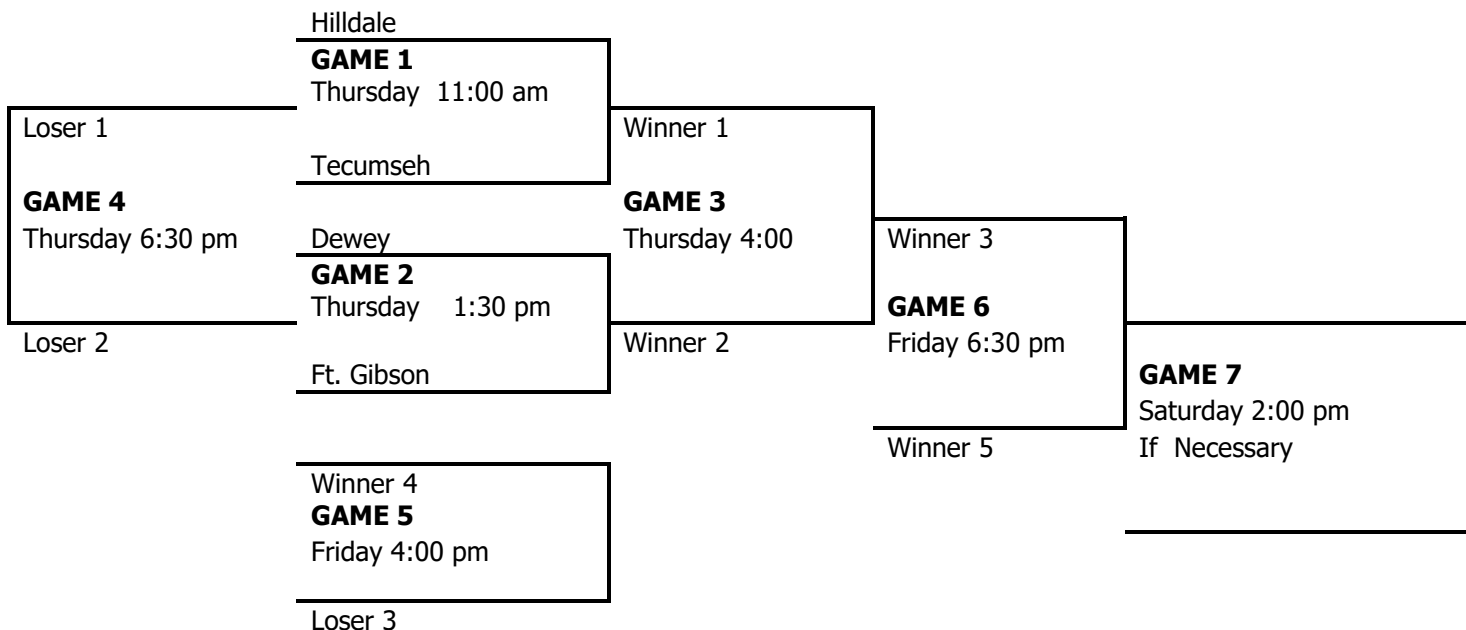 Hilldale
GAME 1
Thursday 11:00 am
Tecumseh
Loser 1
GAME 4
Thursday 6:30 pm
Loser 2
Dewey
GAME 2
Thursday 1:30 pm
Ft. Gibson
Winner 1
GAME 3
Thursday 4:00
Winner 2
Winner 4
GAME 5
Friday 4:00 pm
Loser 3
Winner 3
GAME 6
Friday 6:30 pm
Winner 5
GAME 7
Saturday 2:00 pm
If Necessary